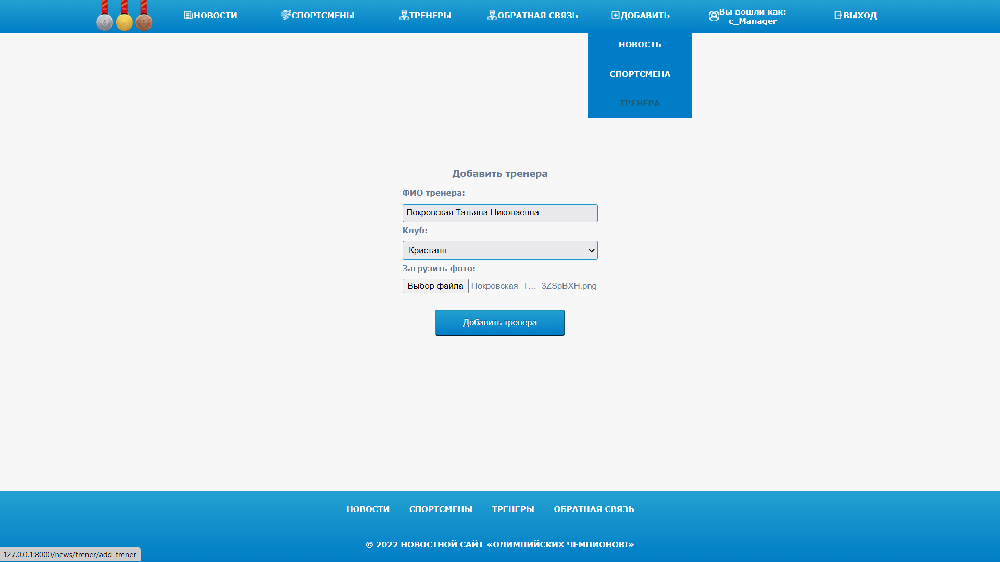 НОВОСТИ СПОРТСМЕНЫ ТРЕНЕРЫ ОБРАТНАЯ СВЯЗЬ ДОБАВИТЬ Вы вошли как: ВЫХОД
c_Manager
НОВОСТЬ
СПОРТСМЕНА
ТРЕНЕРА
Добавить тренера
ФИО тренера:
Покровская Татьяна Николаевна
Клуб:
Кристалл
Загрузить фото:
Выбор файла Покровская_Т…_3ZSpBXH.png
Добавить тренера
НОВОСТИ СПОРТСМЕНЫ ТРЕНЕРЫ ОБРАТНАЯ СВЯЗЬ
© 2022 НОВОСТНОЙ САЙТ «ОЛИМПИЙСКИХ ЧЕМПИОНОВ!»
127.0.0.1:8000/news/trener/add_trener